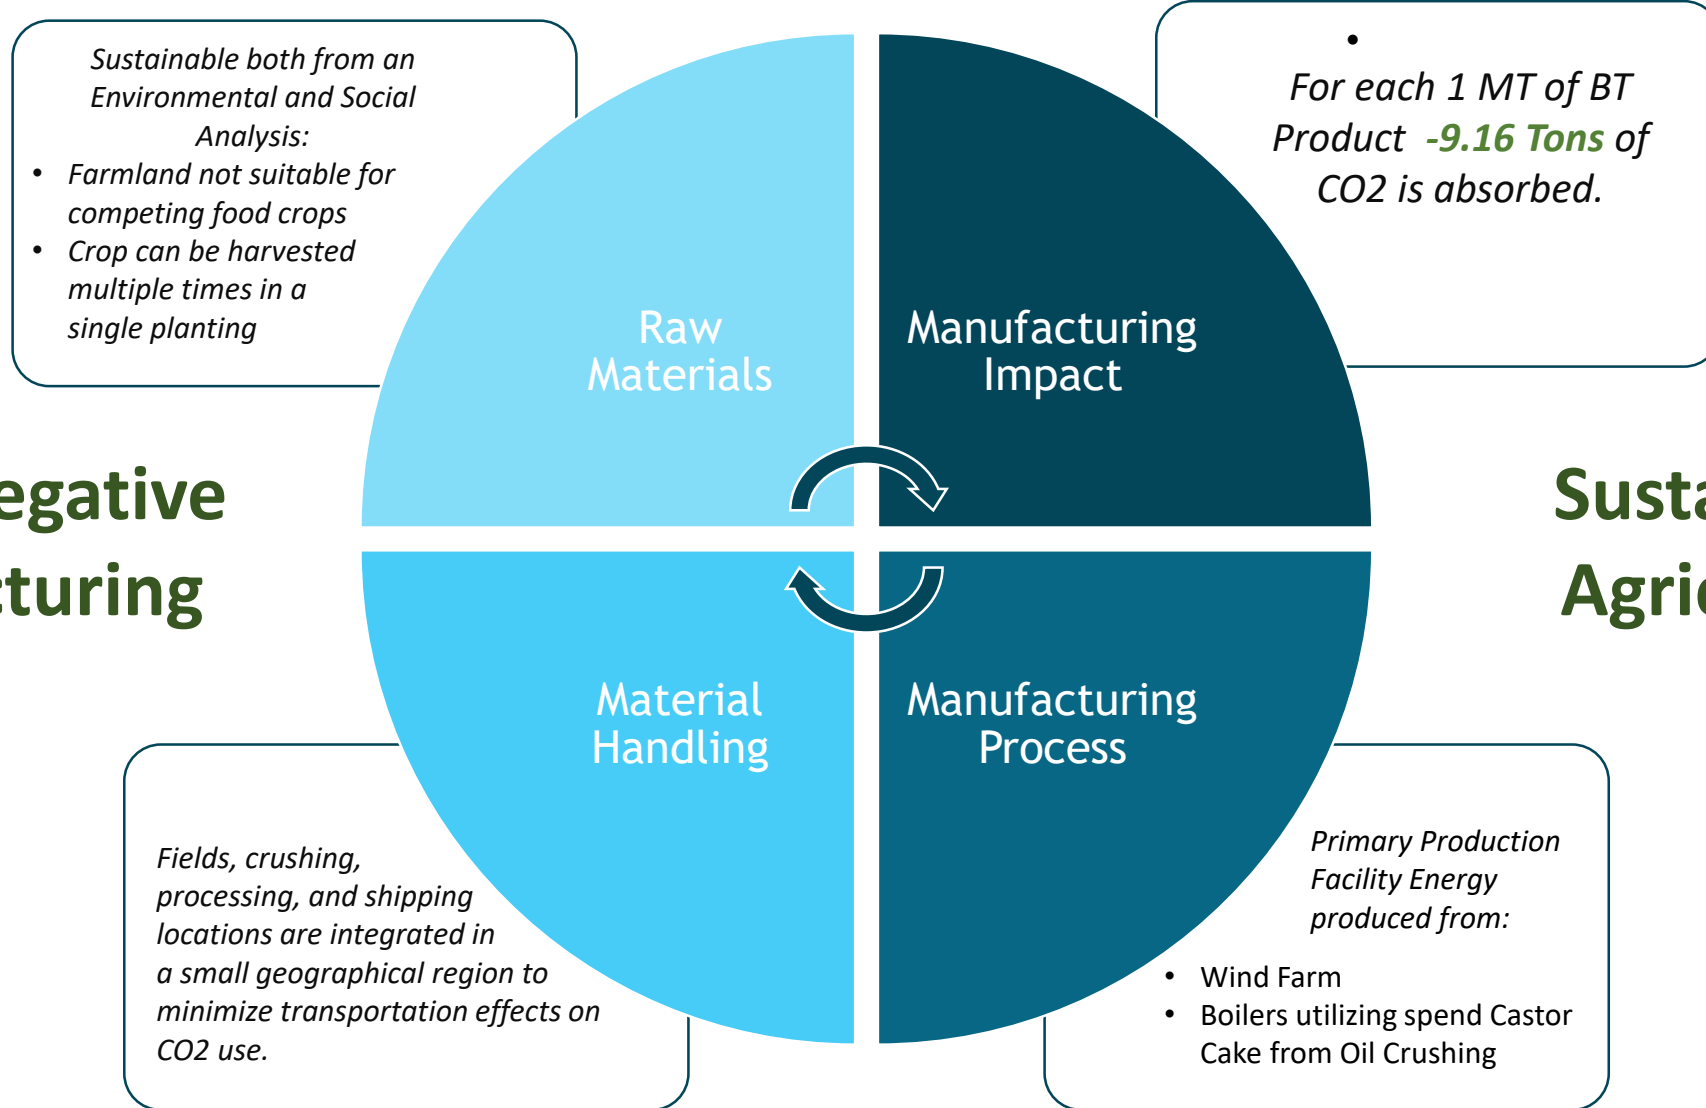 Sustainable both from an
Environmental and Social
Analysis:
• Farmland not suitable for
competing food crops
• Crop can be harvested
multiple times in a
single planting
•
For each 1 MT of BT
Product -9.16 Tons of
CO2 is absorbed.
Raw
Materials
Manufacturing
Impact
egative
cturing
Susta
Agric
Material
Handling
Manufacturing
Process
Fields, crushing,
processing, and shipping
locations are integrated in
a small geographical region to
minimize transportation effects on
CO2 use.
Primary Production
Facility Energy
produced from:
• Wind Farm
• Boilers utilizing spend Castor
Cake from Oil Crushing